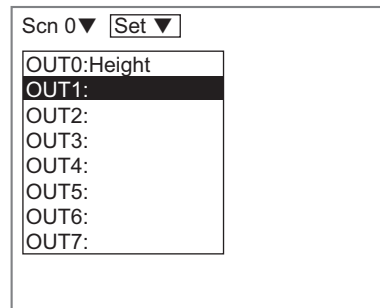 Scn 0▼ Set ▼
OUT0:Height
OUT1:
OUT2:
OUT3:
OUT4:
OUT5:
OUT6:
OUT7: